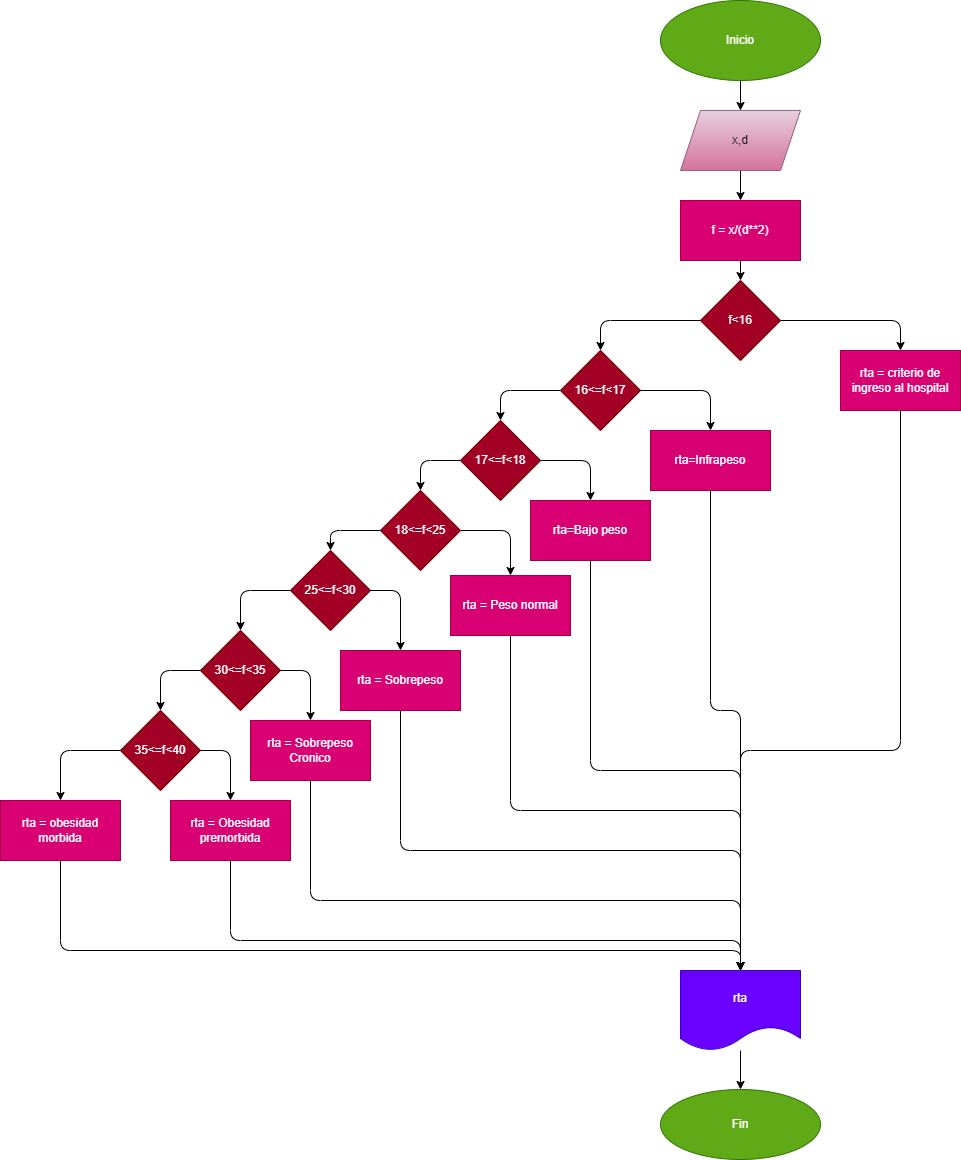 Inicio
x,d
f = x/(d**2)
f<16
rta = criterio de
ingreso al hospital
16<=f<17
rta=Infrapeso
17<=f<18
rta=Bajo peso
18<=f<25
rta = Peso normal
25<=f<30
rta = Sobrepeso
30<=f<35
rta = Sobrepeso
Cronico
35<=f<40
rta = obesidad
morbida
rta = Obesidad
premorbida
rta
Fin